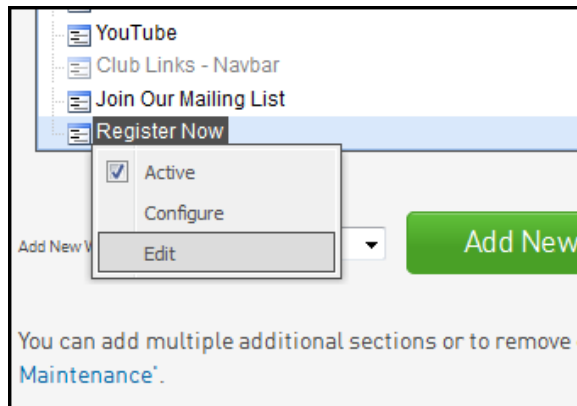 YouTube
Club Links - Navbar
Join Our Mailing List
Register Now
Active
Configure
Edit
Add New
Add New
You can add multiple additional sections or to remove
Maintenance'.